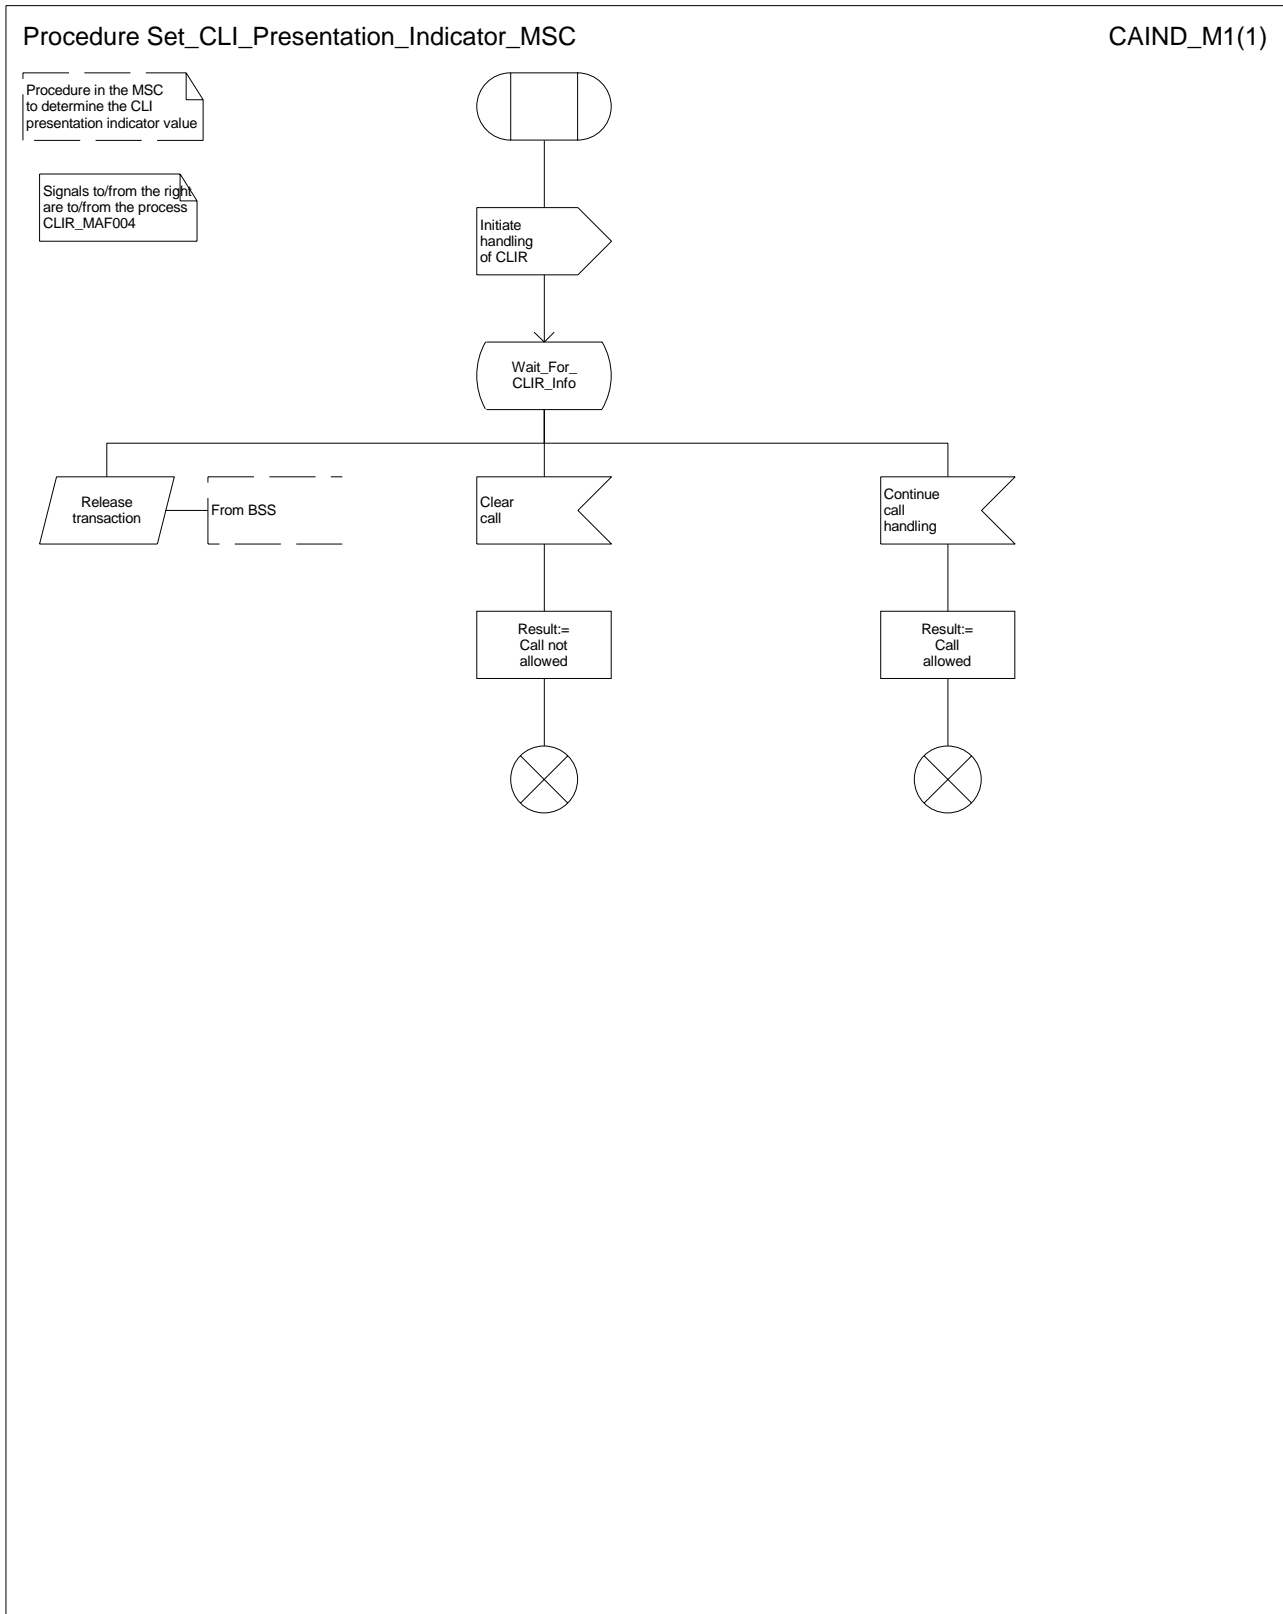 Procedure Set_CLI_Presentation_Indicator_MSC
CAIND_M1(1)
Procedure in the MSC
to determine the CLI
presentation indicator value
Signals to/from the right
are to/from the process
CLIR_MAF004
Initiate
handling
of CLIR
Wait_For_
CLIR_Info
Release
transaction
From BSS
Clear
call
Continue
call
handling
Result:=
Call not
allowed
Result:=
Call
allowed